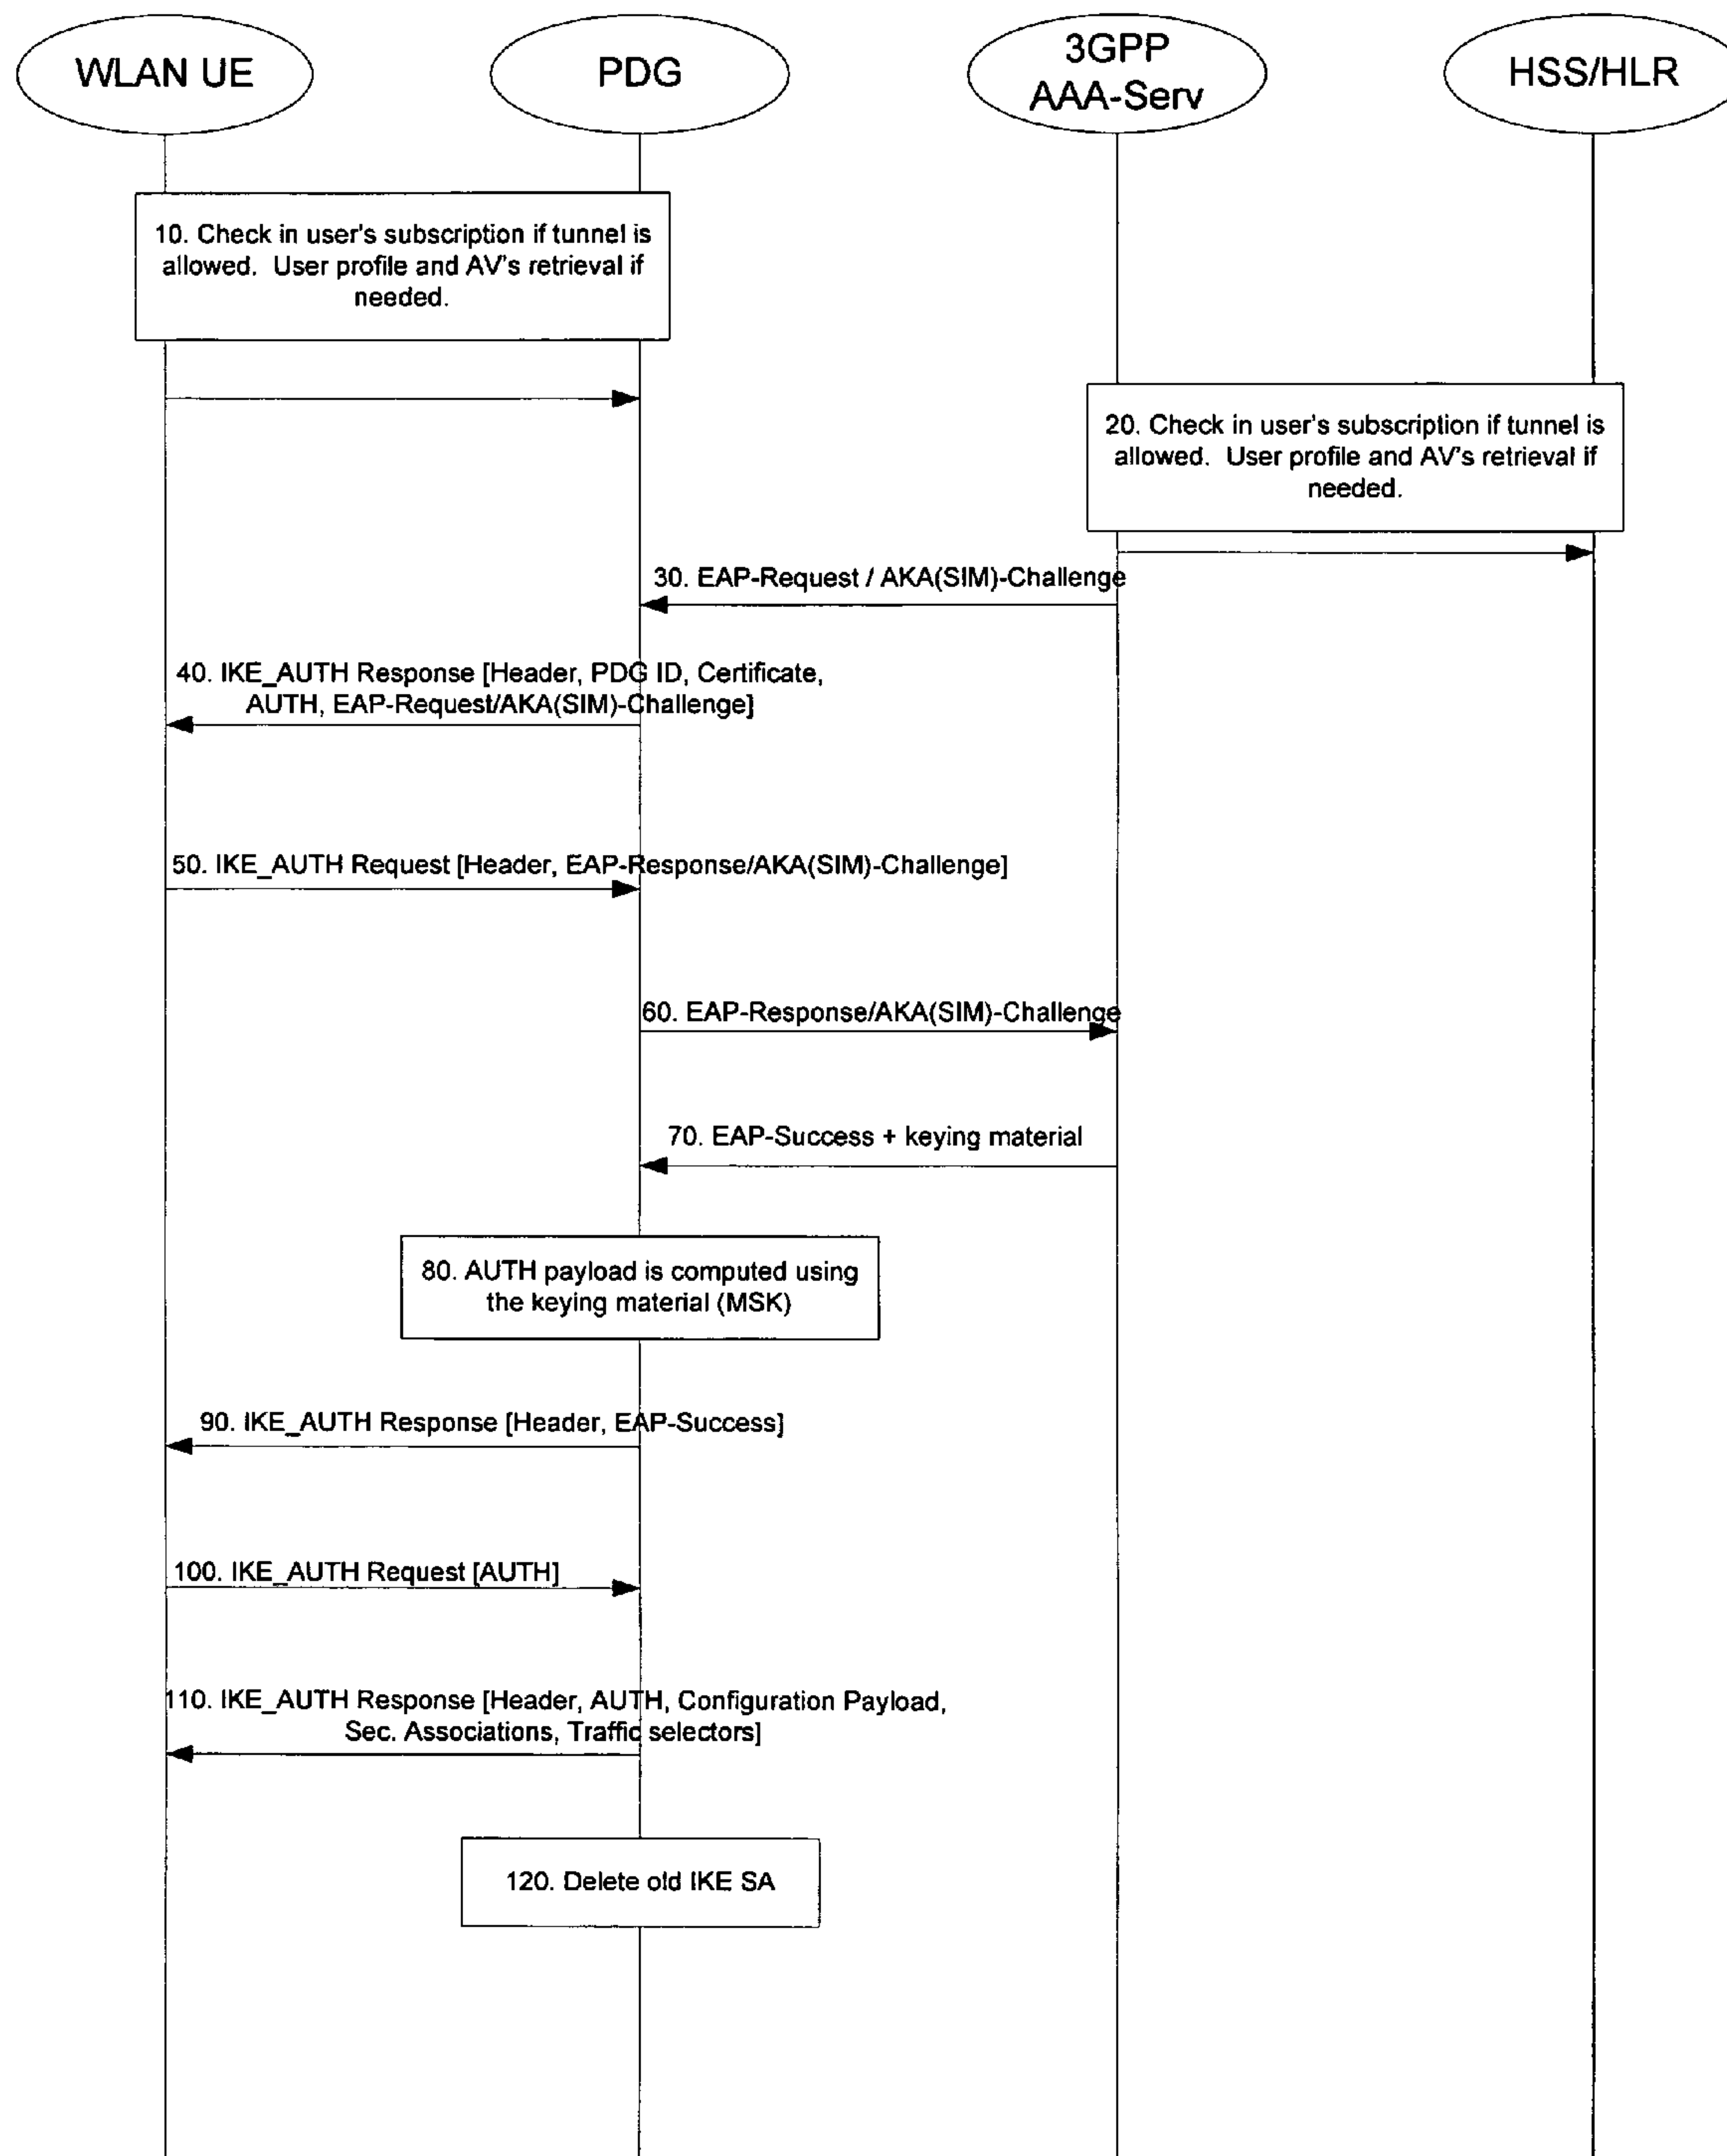 WLAN UE
PDG
3GPP
AAA-Serv
HSS/HLR
10. Check in user's subscription if tunnel is
allowed. User profile and AV's retrieval if
needed.
20. Check in user's subscription if tunnel is
allowed. User profile and AV's retrieval if
needed.
30. EAP-Request / AKA(SIM)-Challenge
40. IKE_AUTH Response [Header, PDG ID, Certificate,
AUTH, EAP-Request/AKA(SIM)-Challenge]
50. IKE_AUTH Request [Header, EAP-Response/AKA(SIM)-Challenge]
60. EAP-Response/AKA(SIM)-Challenge
70. EAP-Success + keying material
80. AUTH payload is computed using
the keying material (MSK)
90. IKE_AUTH Response [Header, EAP-Success]
100. IKE_AUTH Request [AUTH]
110. IKE_AUTH Response [Header, AUTH, Configuration Payload,
Sec. Associations, Traffic selectors]
120. Delete old IKE SA